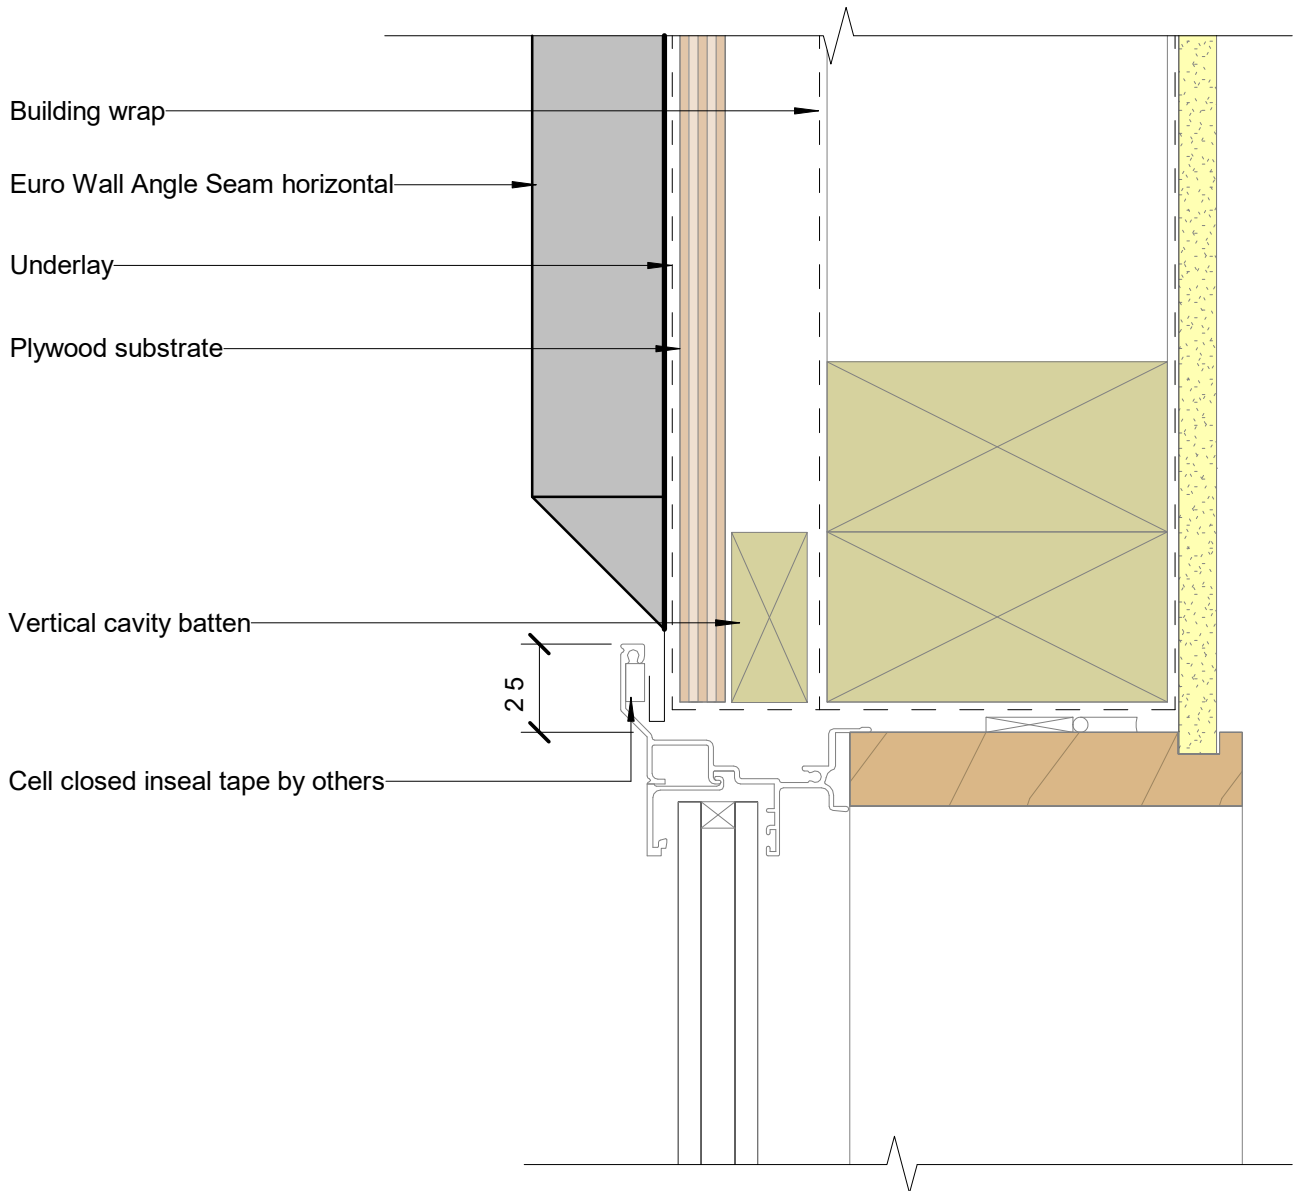 Building wrap
Euro Wall Angle Seam horizontal
Underlay
Plywood substrate
Vertical cavity batten
25
Cell closed inseal tape by others